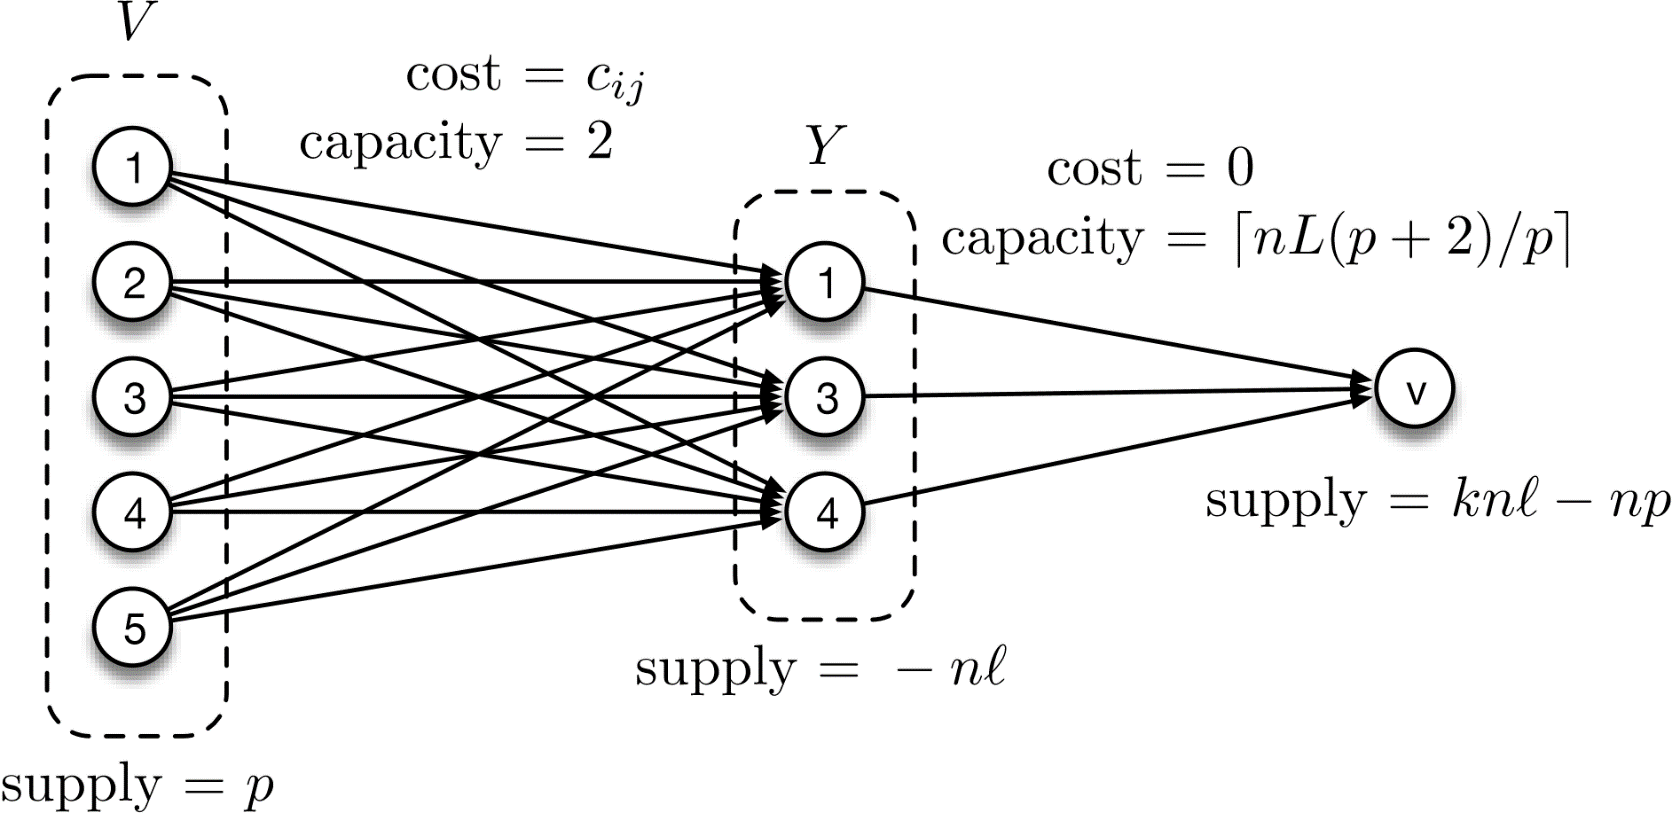 V
cost = c_{ij}
capacity = 2
Y
cost = 0
capacity = ⌈nL(p + 2)/p⌉
1
2
3
4
5
1
3
4
v
supply = knℓ − np
supply = − nℓ
supply = p